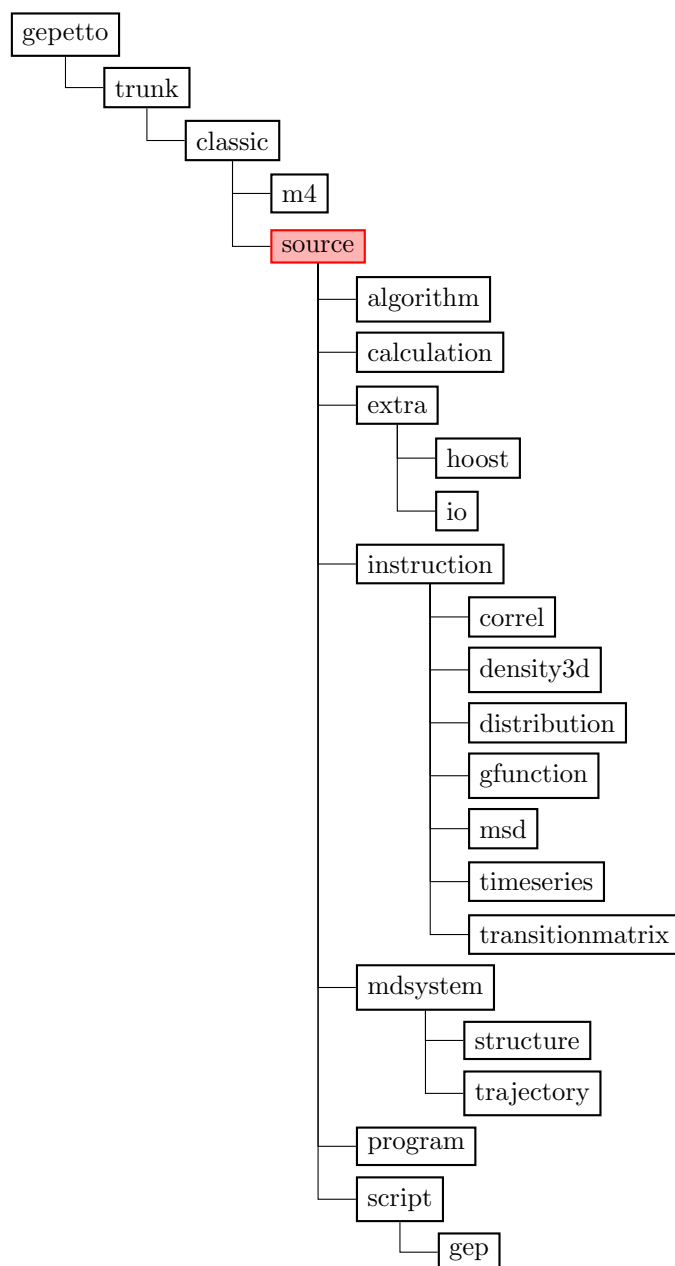 gepetto
trunk
classic
m4
source
algorithm
calculation
extra
hoost
io
instruction
correl
density3d
distribution
gfunction
msd
timeseries
transitionmatrix
mdsystem
structure
trajectory
program
script
gep